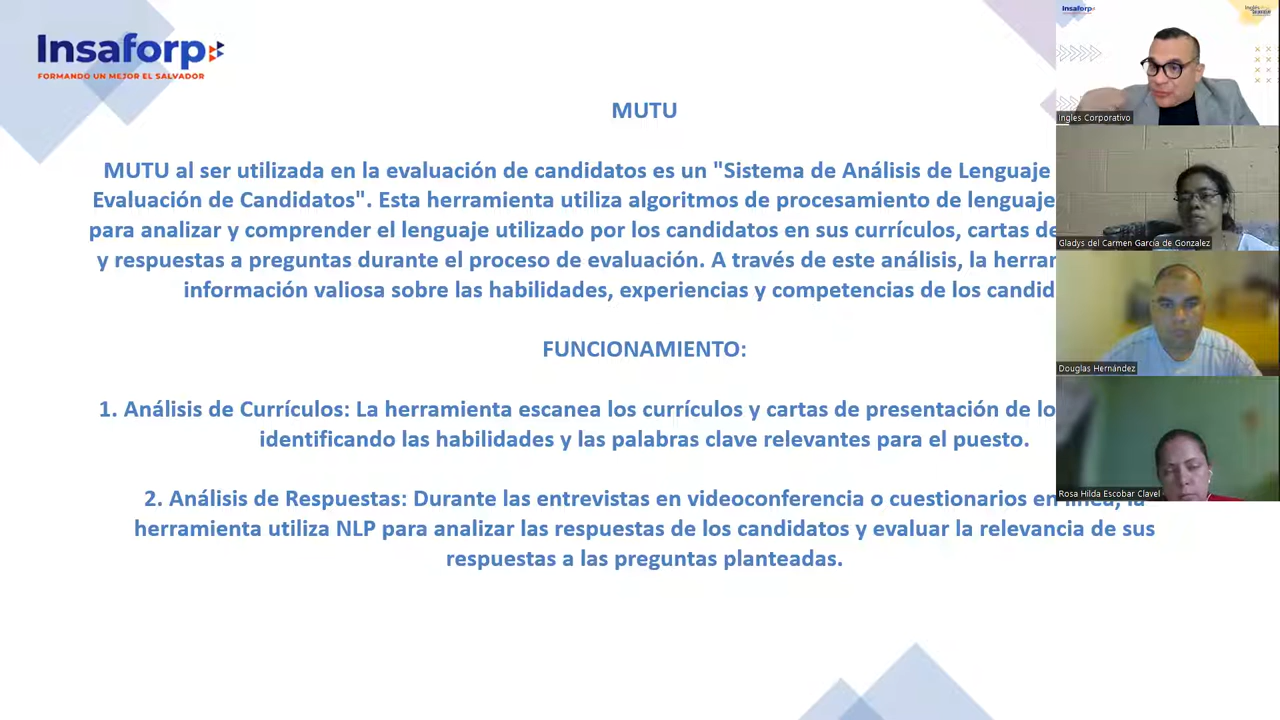 Insaforp
FORMANDO UN MEJOR EL SALVADOR
MUTU
MUTU al ser utilizada en la evaluación de candidatos es un "Sistema de Análisis de Lenguaje
Evaluación de Candidatos". Esta herramienta utiliza algoritmos de procesamiento de lenguaje
para analizar y comprender el lenguaje utilizado por los candidatos en sus currículos, cartas de
y respuestas a preguntas durante el proceso de evaluación. A través de este análisis, la
información valiosa sobre las habilidades, experiencias y competencias de los
FUNCIONAMIENTO:
1. Análisis de Currículos: La herramienta escanea los currículos y cartas de presentación de
identificando las habilidades y las palabras clave relevantes para el puesto.
2. Análisis de Respuestas: Durante las entrevistas en videoconferencia o cuestionarios en línea, la
herramienta utiliza NLP para analizar las respuestas de los candidatos y evaluar la relevancia de sus
respuestas a las preguntas planteadas.
Insaforp
Ingles Corporativo
Gladys del Carmen García de Gonzalez
Douglas Hernández
Rosa Hilda Escobar Clavel